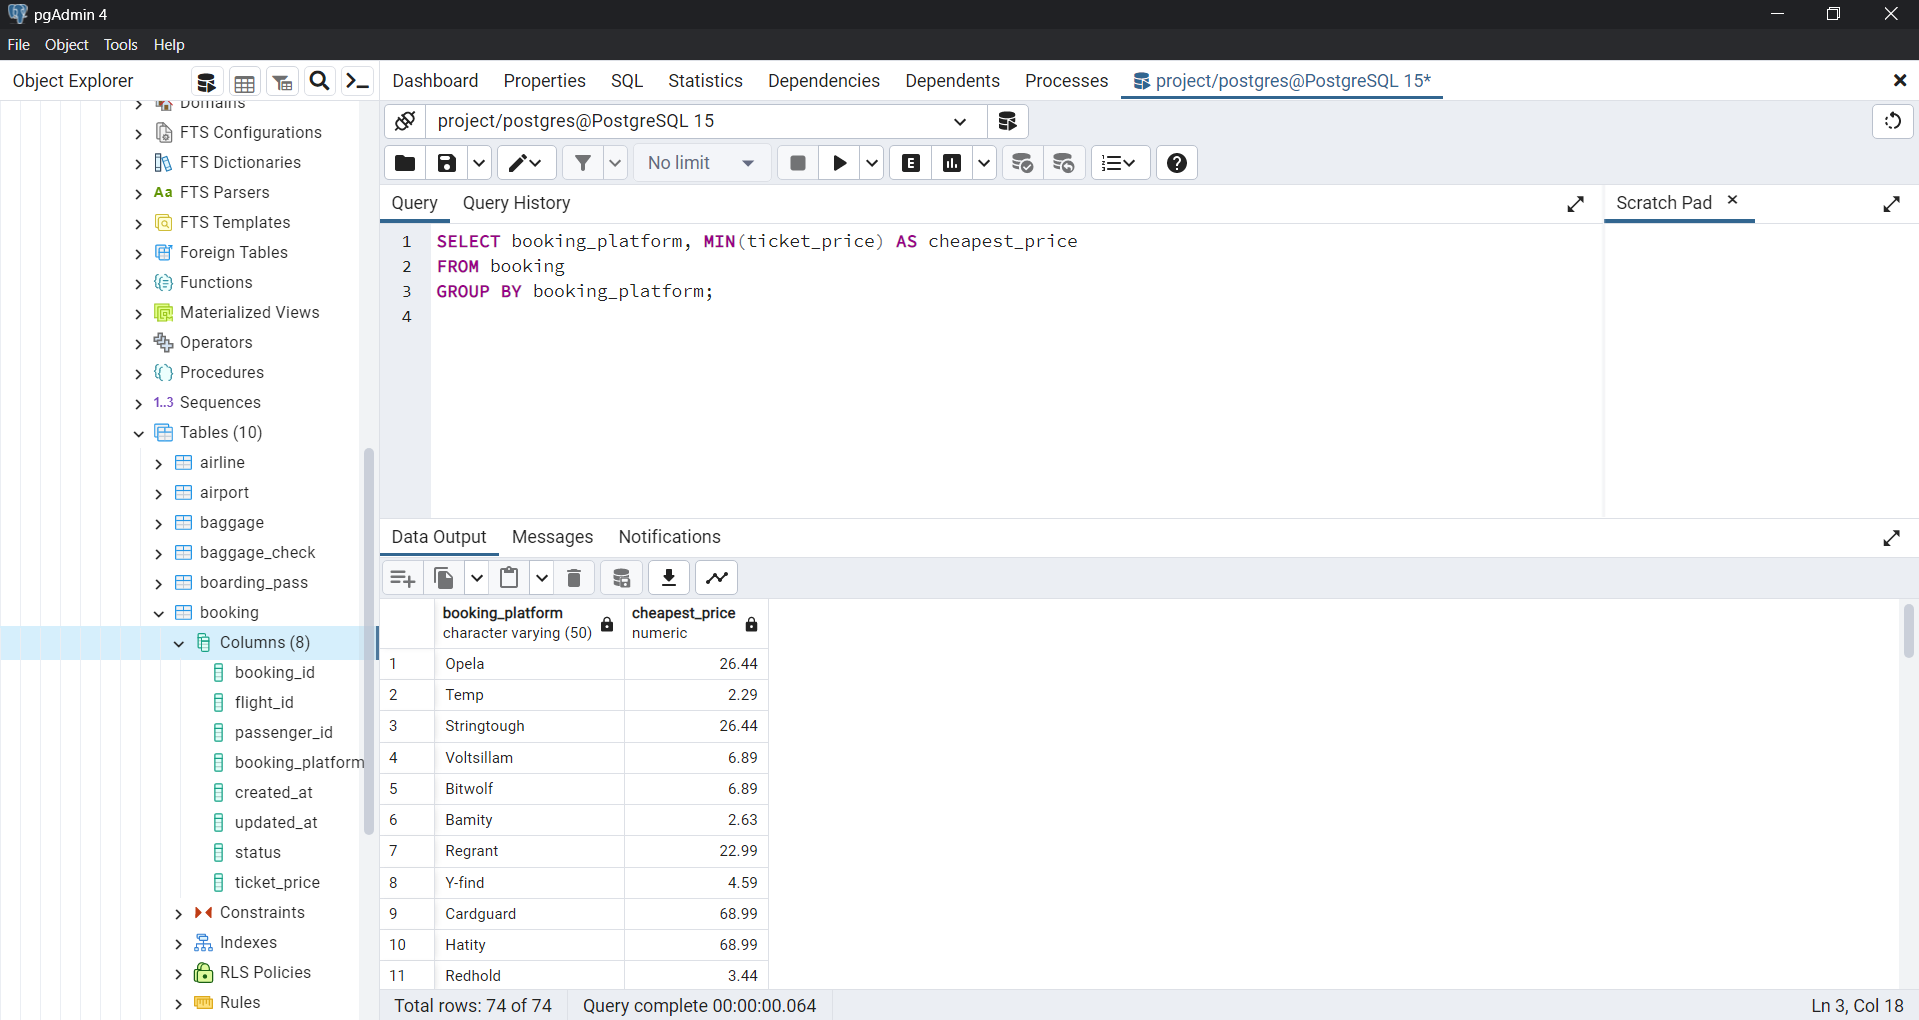 pgAdmin 4
File Object Tools Help
Object Explorer
Dashboard Properties SQL Statistics Dependencies Dependents Processes project/postgres@PostgreSQL 15*
Domains
FTS Configurations
FTS Dictionaries
Aa FTS Parsers
FTS Templates
Foreign Tables
Functions
Materialized Views
Operators
Procedures
1..3 Sequences
Tables (10)
airline
airport
baggage
baggage_check
boarding_pass
booking
Columns (8)
booking_id
flight_id
passenger_id
booking_platform
created_at
updated_at
status
ticket_price
Constraints
Indexes
RLS Policies
Rules
project/postgres@PostgreSQL 15
No limit
E
Query Query History
Scratch Pad
1 SELECT booking_platform, MIN(ticket_price) AS cheapest_price
2 FROM booking
3 GROUP BY booking_platform;
4
Data Output Messages Notifications
booking_platform cheapest_price
character varying (50) numeric
1 Opela 26.44
2 Temp 2.29
3 Stringtough 26.44
4 Voltsillam 6.89
5 Bitwolf 6.89
6 Bamity 2.63
7 Regrant 22.99
8 Y-find 4.59
9 Cardguard 68.99
10 Hatity 68.99
11 Redhold 3.44
Total rows: 74 of 74 Query complete 00:00:00.064 Ln 3, Col 18